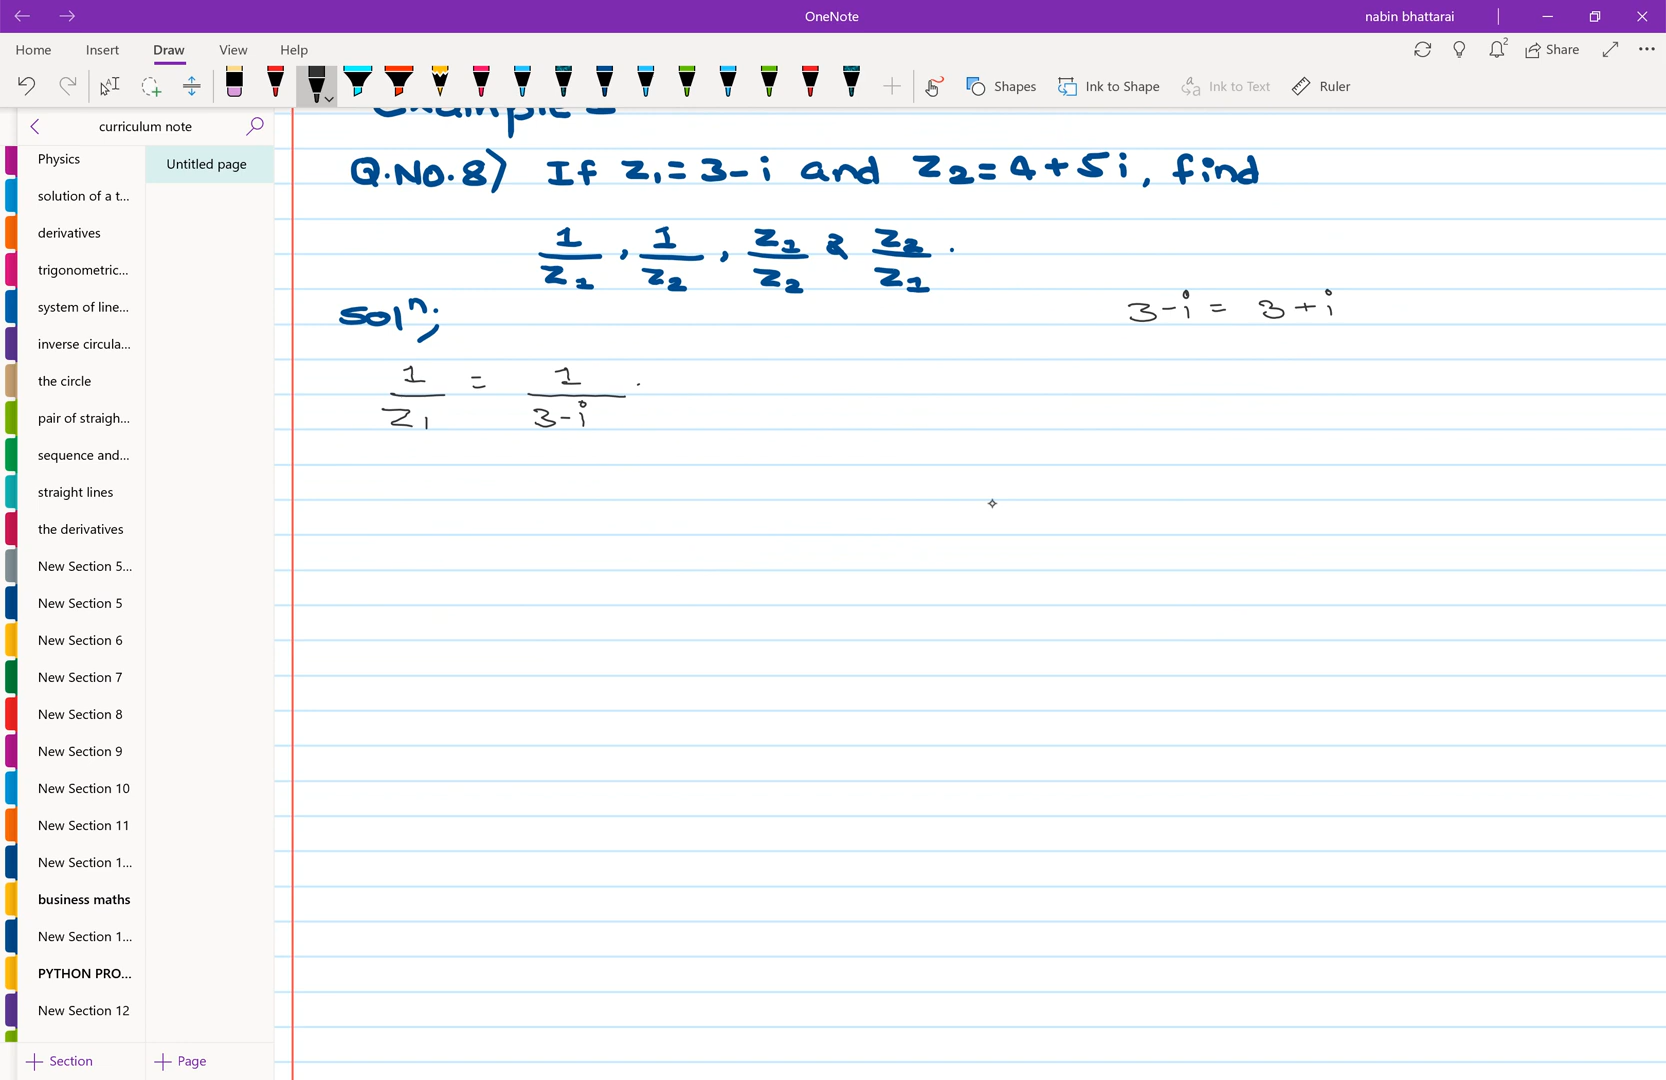 OneNote
nabin bhattarai
Home Insert Draw View Help
2 Share
Shapes Ink to Shape Ink to Text Ruler
curriculum note
Untitled page
Physics
solution of a t...
derivatives
trigonometric...
system of line...
inverse circula...
the circle
pair of straigh...
sequence and...
straight lines
the derivatives
New Section 5...
New Section 5
New Section 6
New Section 7
New Section 8
New Section 9
New Section 10
New Section 11
New Section 1...
business maths
New Section 1...
PYTHON PRO...
New Section 12
Section Page
Example -
Q.NO.8) If z₁ = 3 - i and z₂ = 4 + 5i, find
1/z₁, 1/z₂, z₁/z₂ & z₂/z₁.
Solⁿ;
3 - i = 3 + i
1/z₁ = 1/(3 - i) .